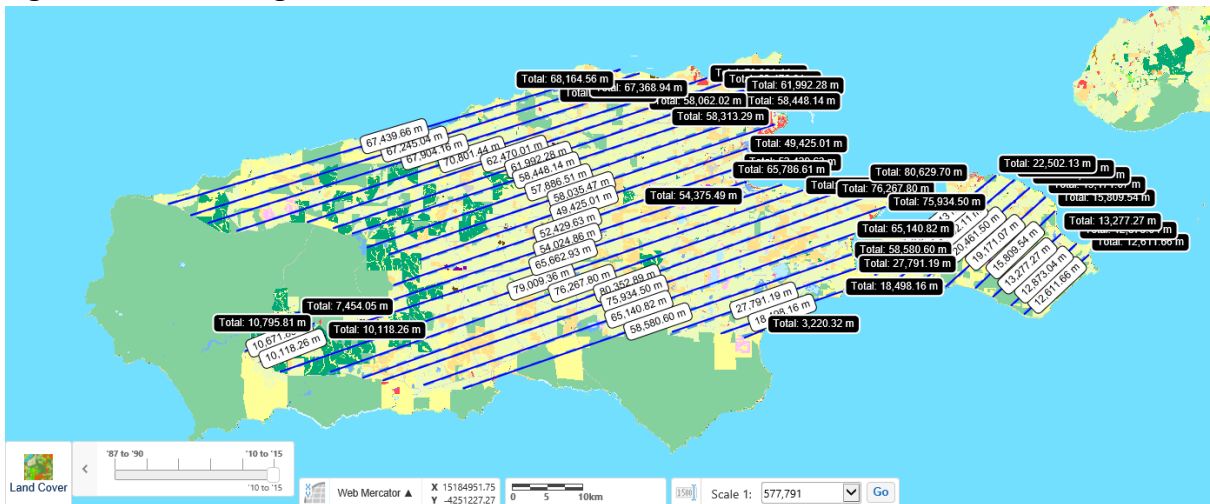 Total: 68,164.56 m
Total: 67,368.94 m
Total: 61,992.28 m
Total: 58,062.02 m
Total: 58,448.14 m
Total: 58,313.29 m
67,439.66 m
67,245.04 m
67,904.16 m
70,801.44 m
62,470.01 m
61,992.28 m
58,448.14 m
57,886.51 m
58,035.47 m
49,425.01 m
52,429.63 m
54,024.86 m
65,662.93 m
79,009.36 m
76,267.80 m
80,352.89 m
75,934.50 m
65,140.82 m
58,580.60 m
Total: 49,425.01 m
Total: 65,786.61 m
Total: 54,375.49 m
Total: 80,629.70 m
Total: 76,267.80 m
Total: 75,934.50 m
Total: 65,140.82 m
Total: 58,580.60 m
Total: 27,791.19 m
Total: 18,498.16 m
Total: 3,220.32 m
27,791.19 m
18,498.16 m
Total: 22,502.13 m
Total: 15,809.54 m
Total: 13,277.27 m
Total: 12,611.66 m
20,461.50 m
19,171.07 m
15,809.54 m
13,277.27 m
12,873.04 m
12,611.66 m
Total: 7,454.05 m
Total: 10,795.81 m
Total: 10,118.26 m
10,118.26 m
Land Cover
'87 to '90
'10 to '15
'10 to '15
Web Mercator ▲
X 15184951.75
Y -4251227.27
0 5 10km
Scale 1: 577,791
Go